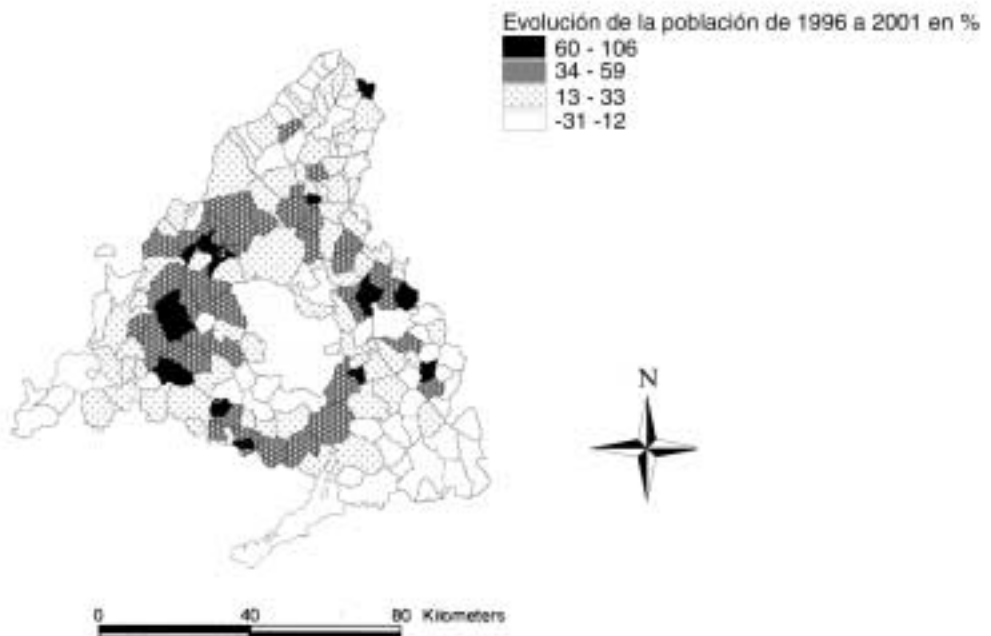 Evolución de la población de 1996 a 2001 en %
60 - 106
34 - 59
13 - 33
-31 -12
N
0 40 80 Kilometers